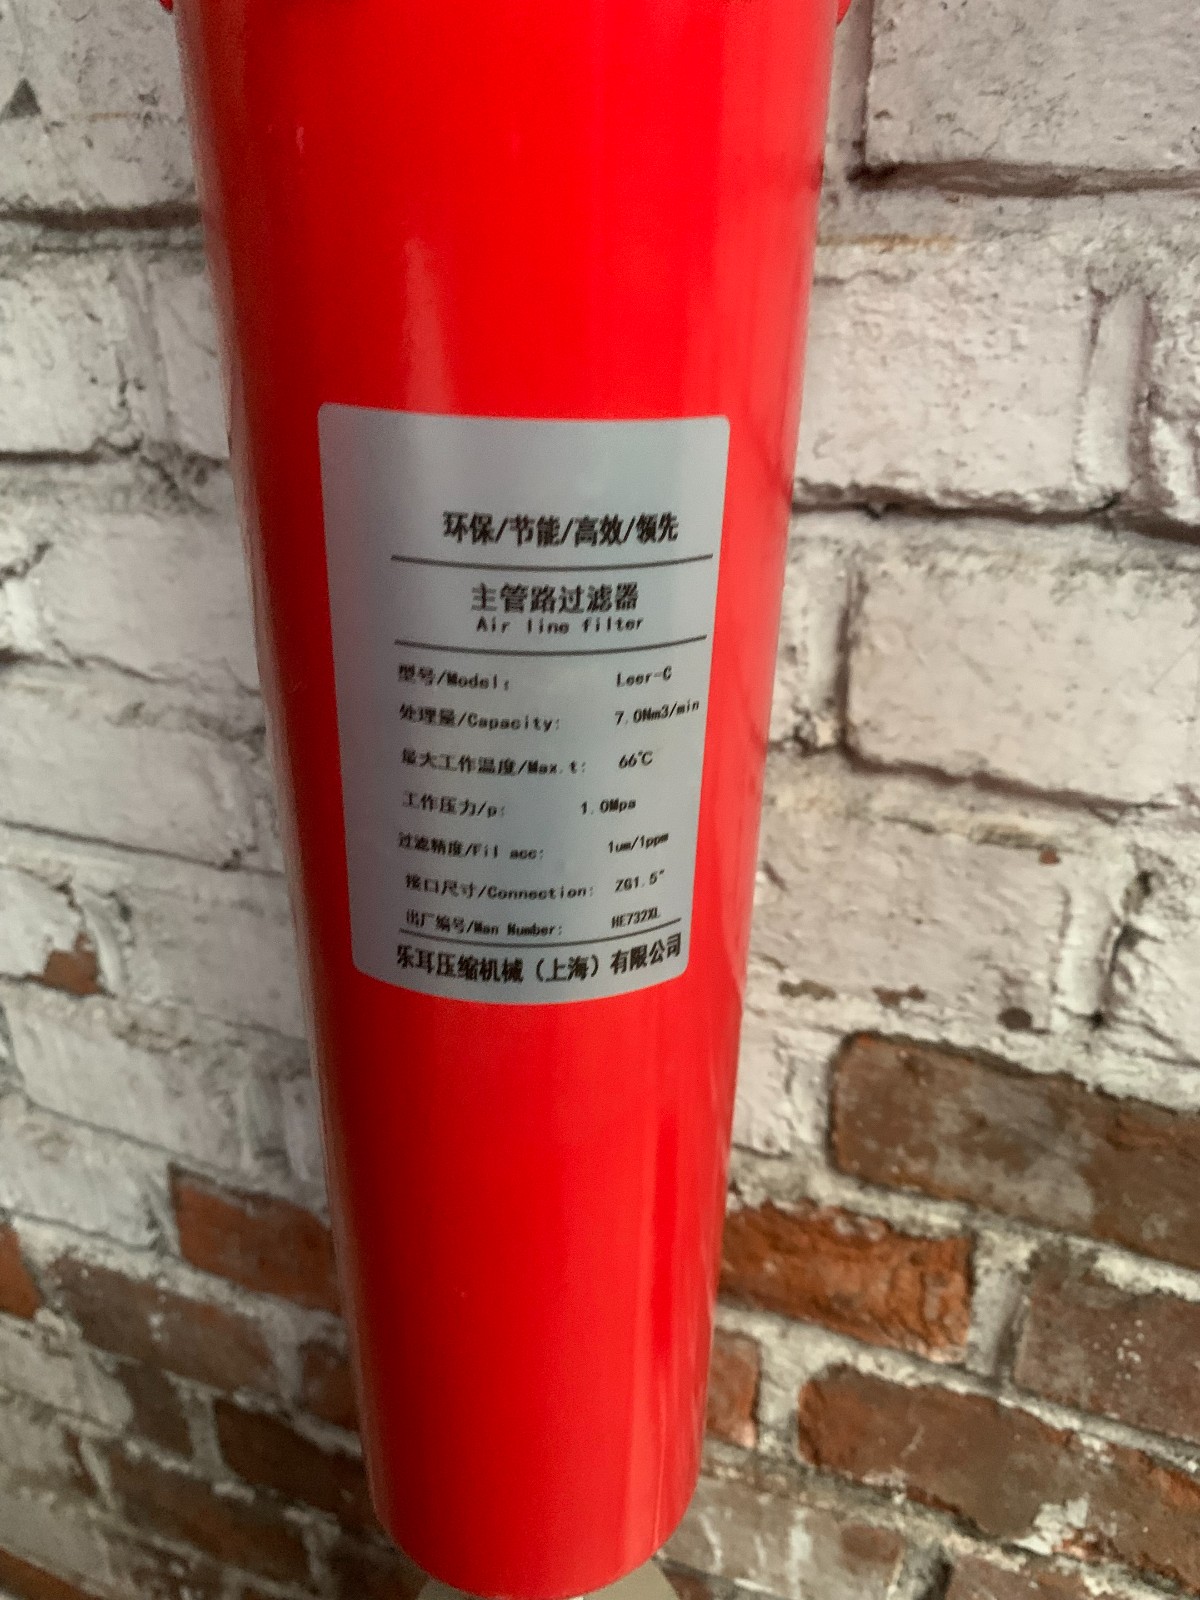 环保/节能/高效/领先
主管路过滤器
Air line filter
型号/Model: Leer-C
处理量/Capacity: 7.0Nm3/min
最大工作温度/Max.t: 66℃
工作压力/p: 1.0Mpa
过滤精度/Fil acc: 1um/1ppm
接口尺寸/Connection: ZG1.5"
出厂编号/Man Number: HE732XL
乐耳压缩机械（上海）有限公司